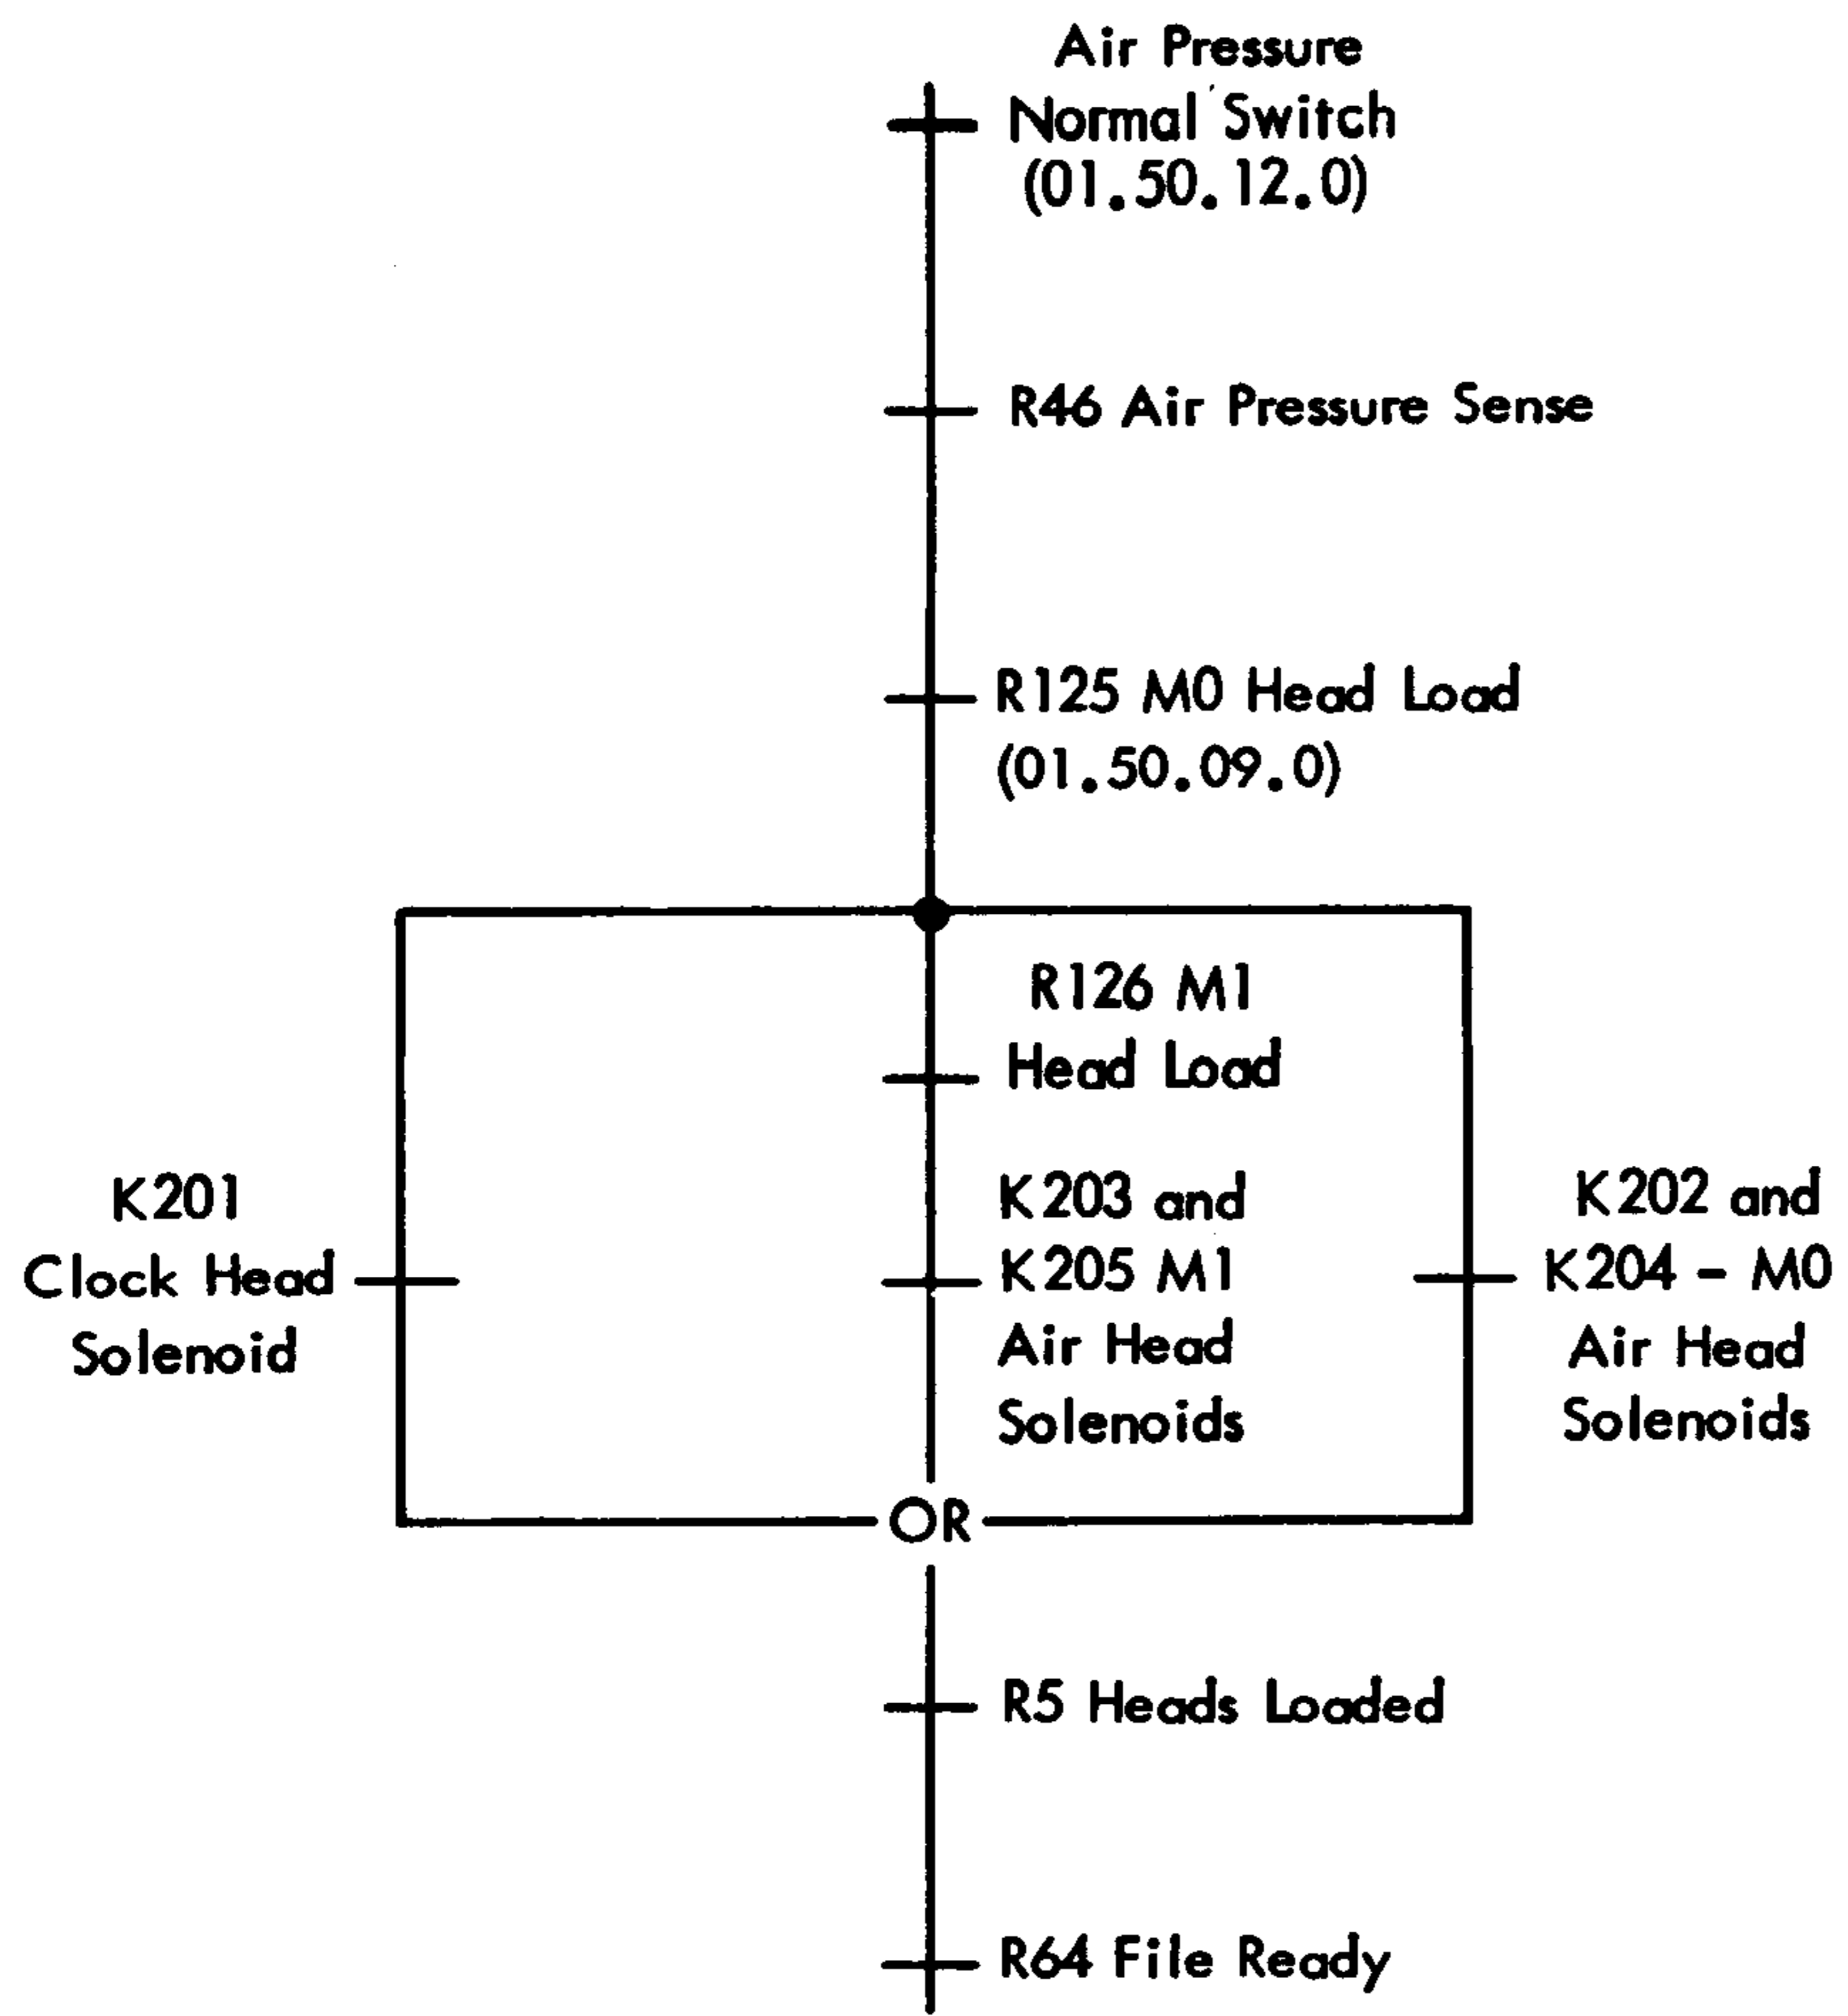 Air Pressure
Normal Switch
(01.50.12.0)
R46 Air Pressure Sense
R125 M0 Head Load
(01.50.09.0)
R126 M1
Head Load
K201
Clock Head
Solenoid
K203 and
K205 M1
Air Head
Solenoids
K202 and
K204 - M0
Air Head
Solenoids
OR
R5 Heads Loaded
R64 File Ready